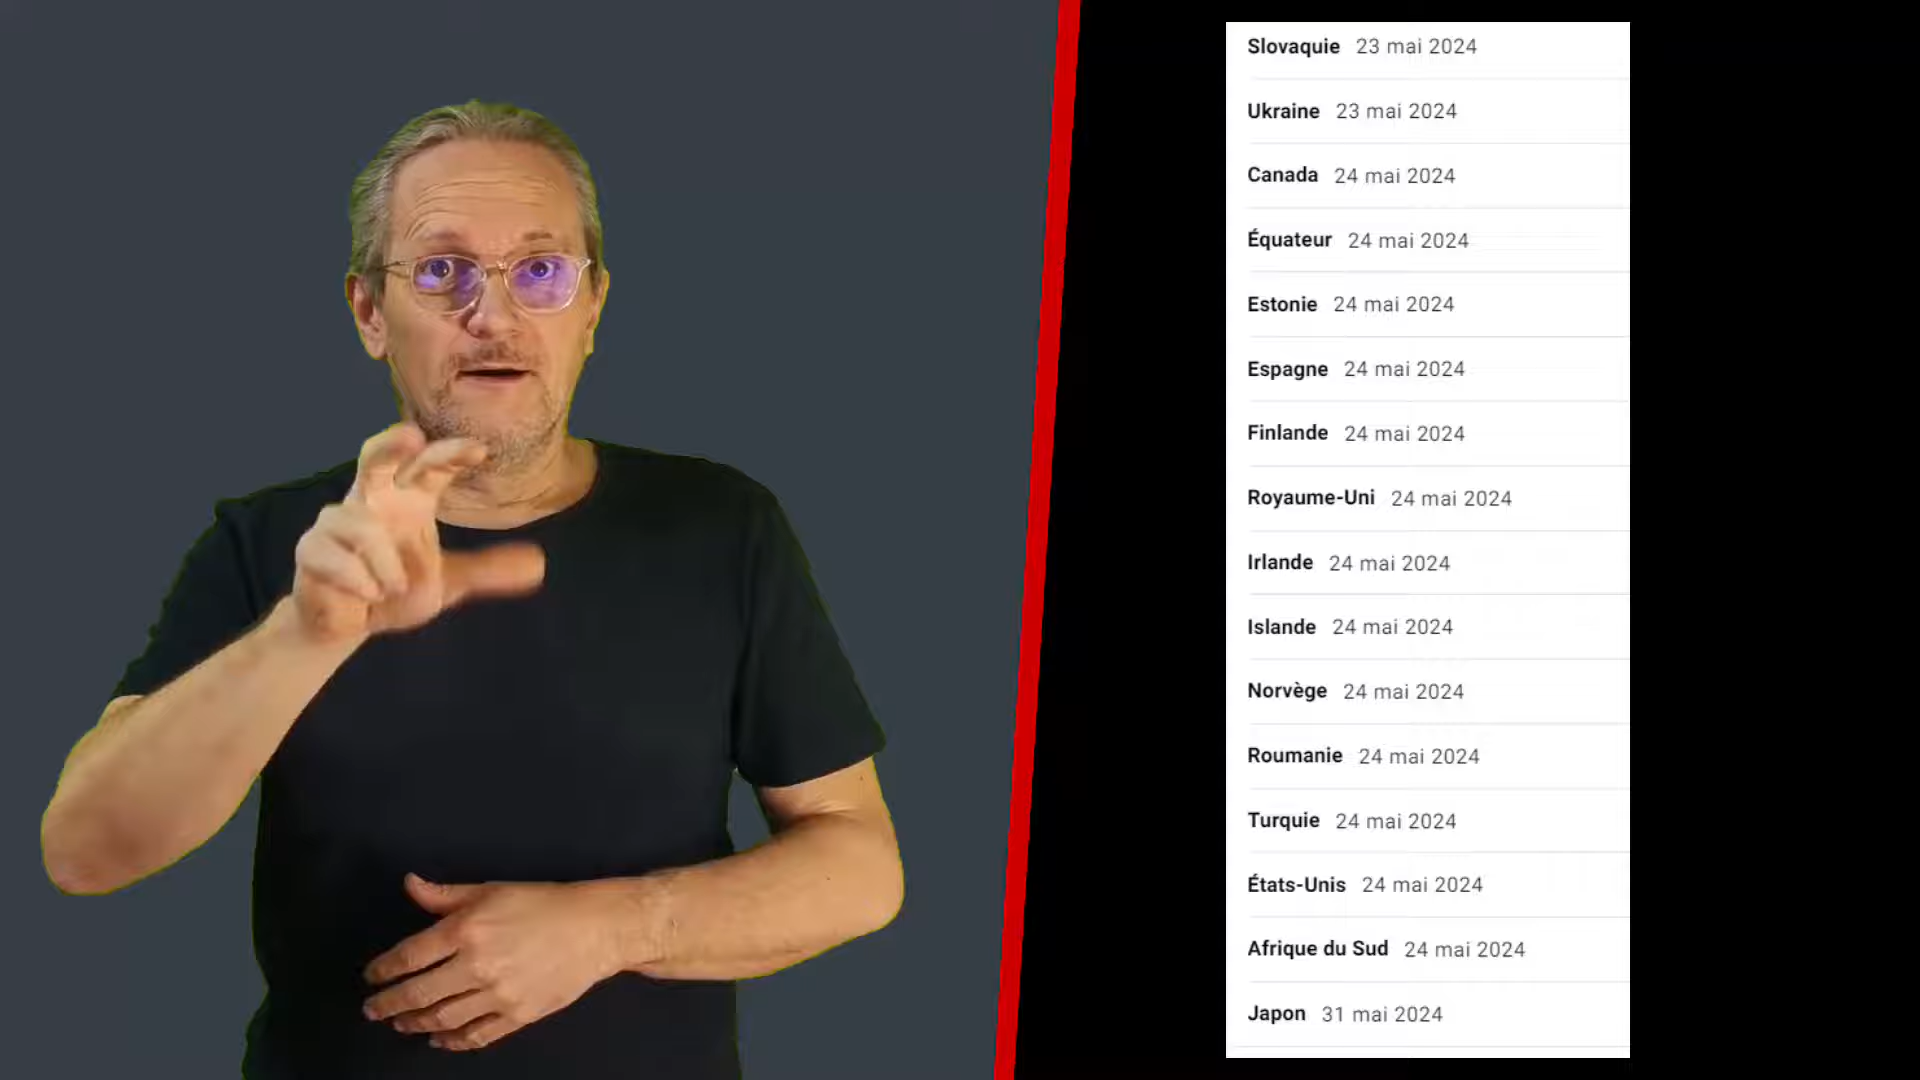 Slovaquie 23 mai 2024
Ukraine 23 mai 2024
Canada 24 mai 2024
Équateur 24 mai 2024
Estonie 24 mai 2024
Espagne 24 mai 2024
Finlande 24 mai 2024
Royaume-Uni 24 mai 2024
Irlande 24 mai 2024
Islande 24 mai 2024
Norvège 24 mai 2024
Roumanie 24 mai 2024
Turquie 24 mai 2024
États-Unis 24 mai 2024
Afrique du Sud 24 mai 2024
Japon 31 mai 2024